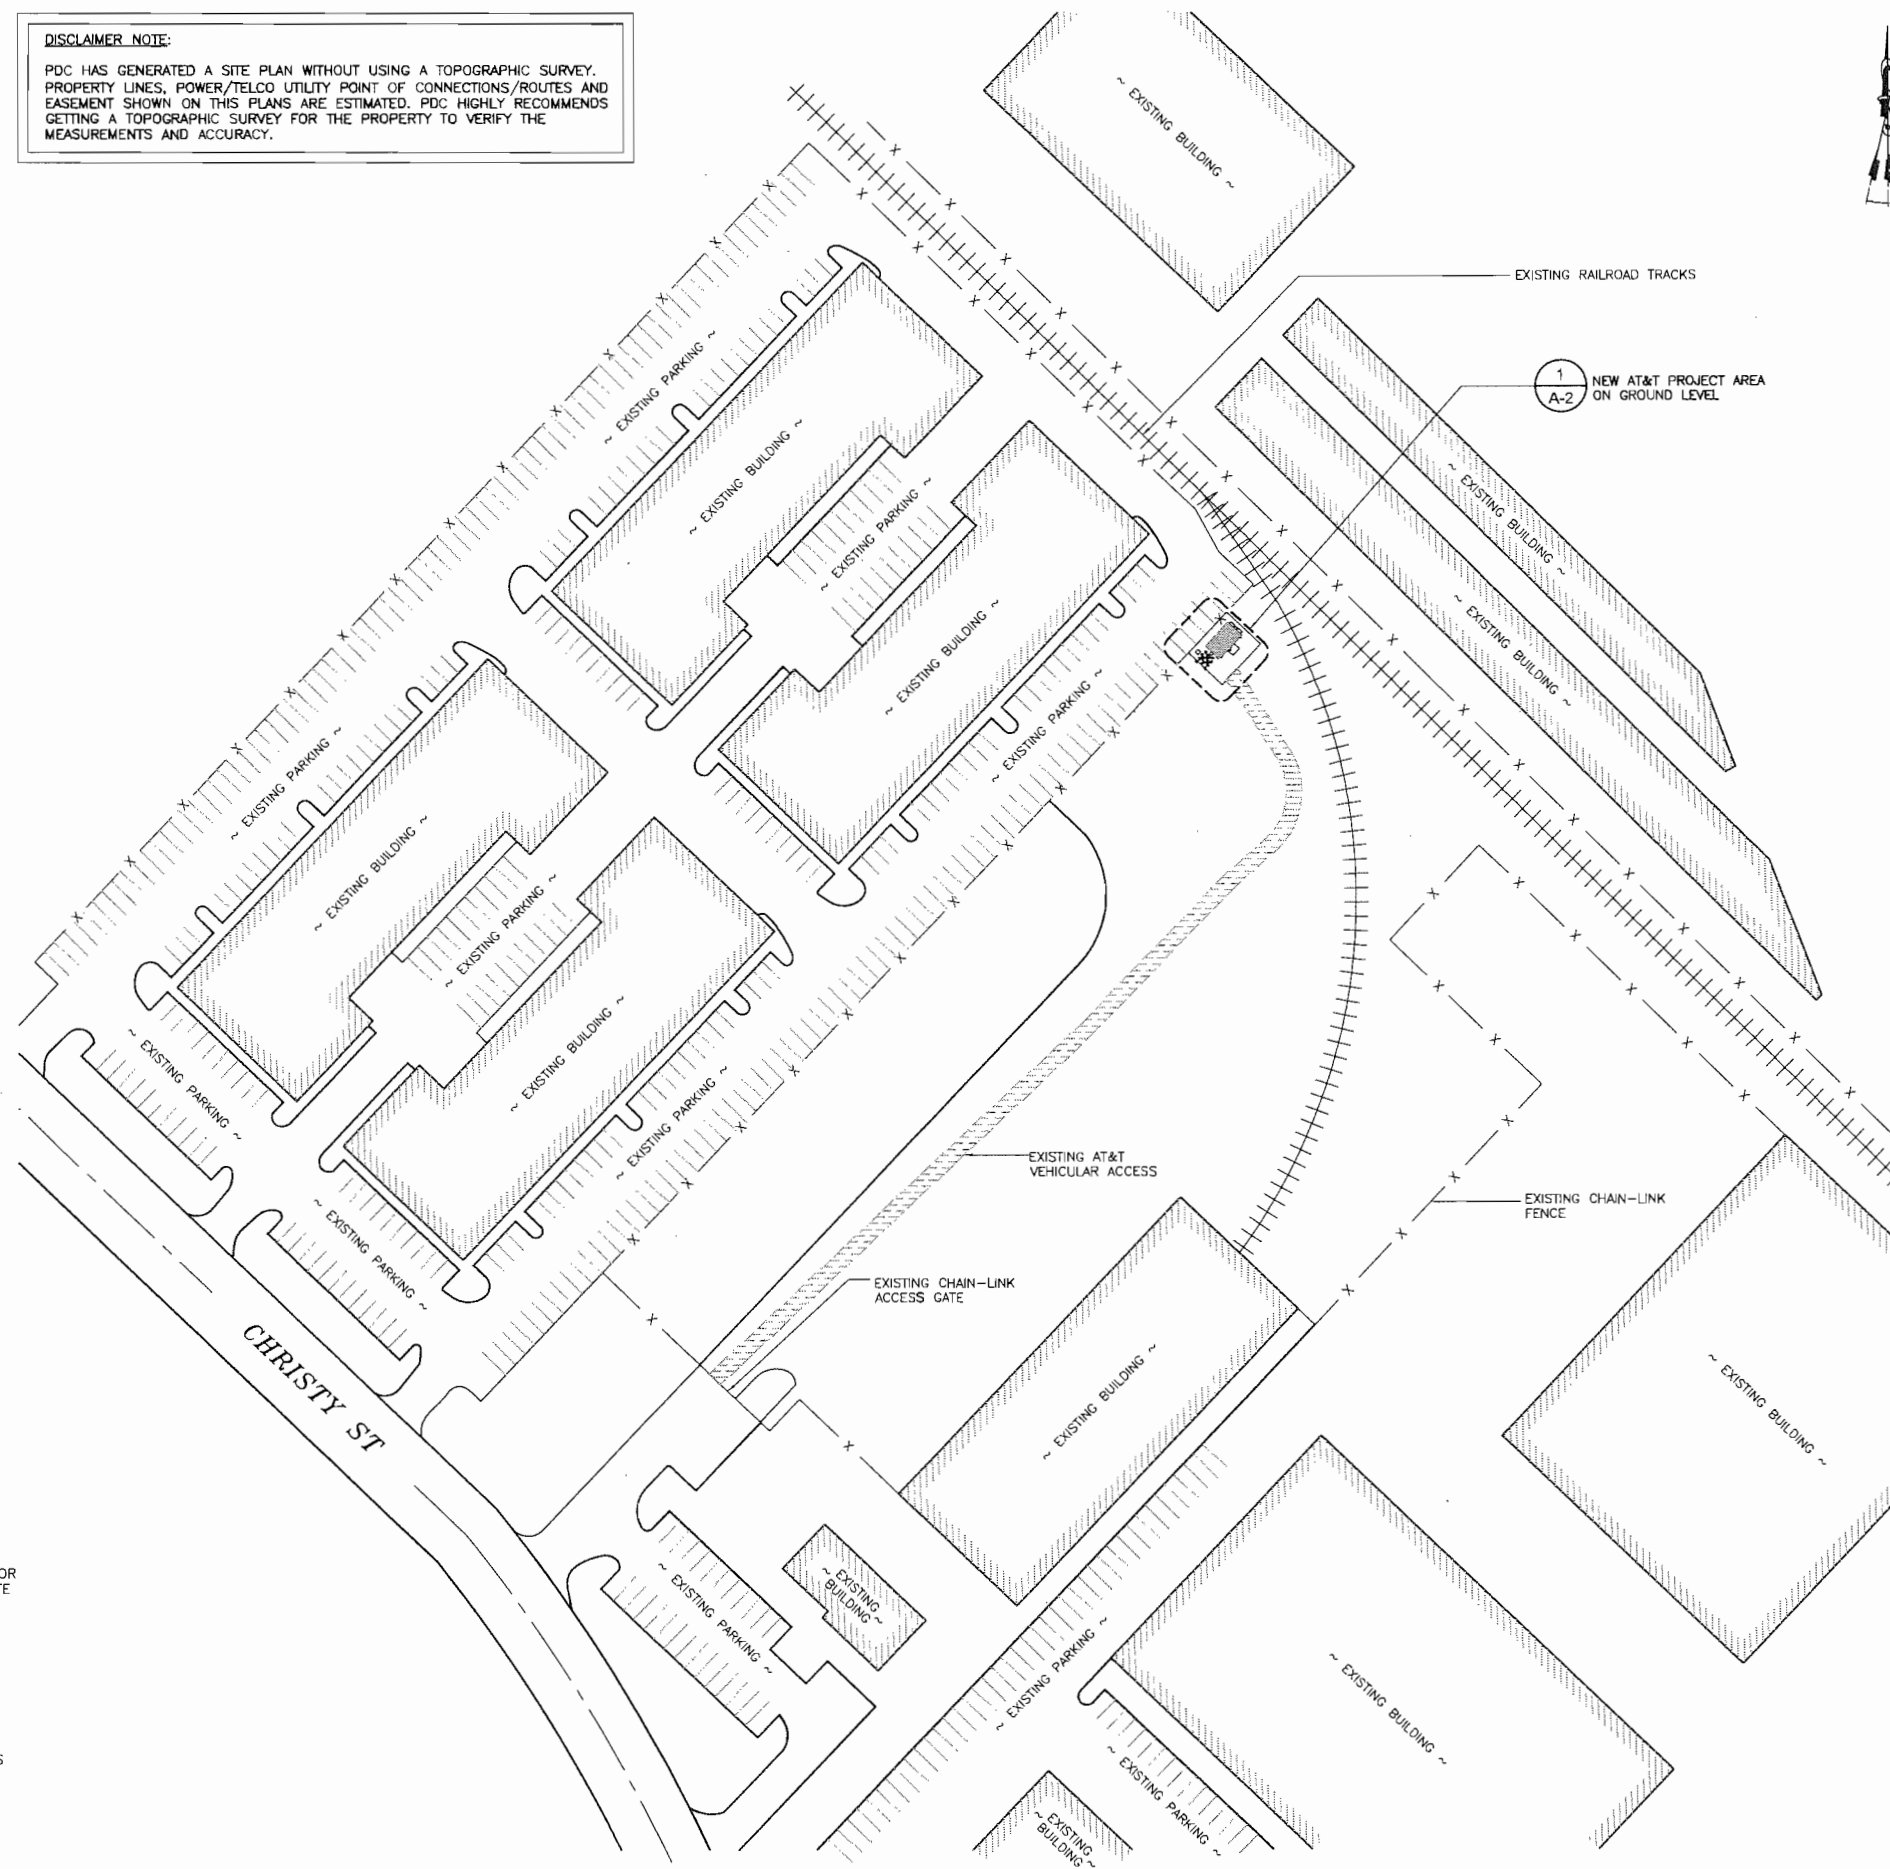 DISCLAIMER NOTE:
PDC HAS GENERATED A SITE PLAN WITHOUT USING A TOPOGRAPHIC SURVEY.
PROPERTY LINES, POWER/TELCO UTILITY POINT OF CONNECTIONS/ROUTES AND
EASEMENT SHOWN ON THIS PLANS ARE ESTIMATED. PDC HIGHLY RECOMMENDS
GETTING A TOPOGRAPHIC SURVEY FOR THE PROPERTY TO VERIFY THE
MEASUREMENTS AND ACCURACY.
~ EXISTING BUILDING ~
EXISTING RAILROAD TRACKS
1
A-2
NEW AT&T PROJECT AREA
ON GROUND LEVEL
~ EXISTING PARKING ~
~ EXISTING BUILDING ~
~ EXISTING PARKING ~
~ EXISTING BUILDING ~
~ EXISTING BUILDING ~
~ EXISTING BUILDING ~
~ EXISTING PARKING ~
~ EXISTING PARKING ~
~ EXISTING BUILDING ~
~ EXISTING PARKING ~
~ EXISTING BUILDING ~
~ EXISTING PARKING ~
~ EXISTING PARKING ~
~ EXISTING PARKING ~
EXISTING AT&T
VEHICULAR ACCESS
EXISTING CHAIN-LINK
FENCE
EXISTING CHAIN-LINK
ACCESS GATE
CHRISTY ST
~ EXISTING BUILDING ~
~ EXISTING BUILDING ~
~ EXISTING PARKING ~
~ EXISTING
BUILDING ~
~ EXISTING PARKING ~
~ EXISTING BUILDING ~
~ EXISTING PARKING ~
~ EXISTING
BUILDING ~
OR
TE
S